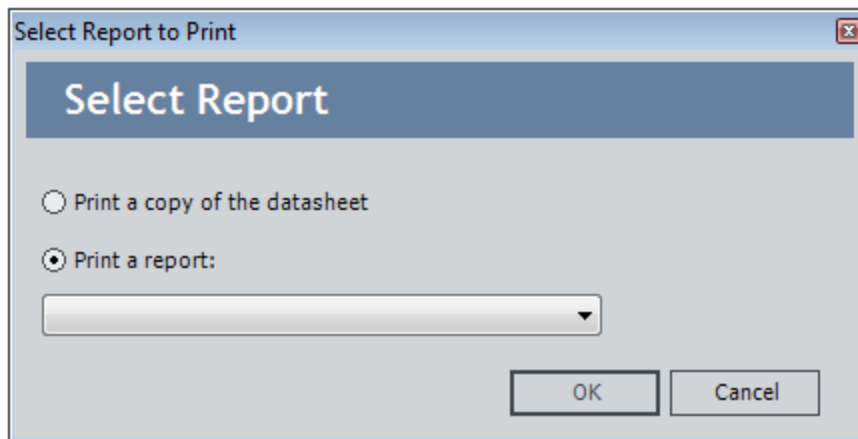 Select Report to Print
Select Report
Print a copy of the datasheet
Print a report:
OK
Cancel